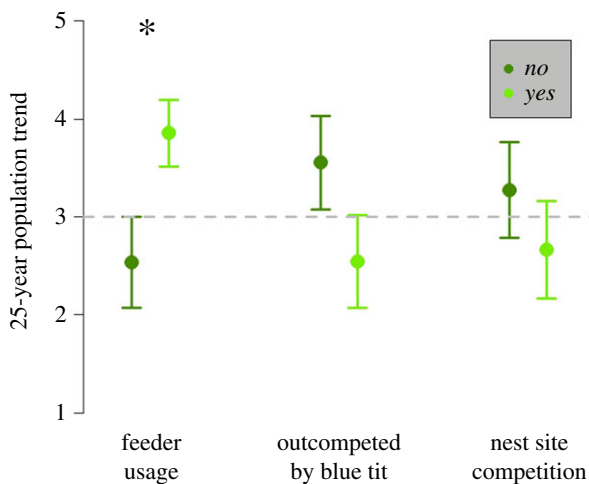 5
4
3
2
1
25-year population trend
*
no
yes
feeder
usage
outcompeted
by blue tit
nest site
competition